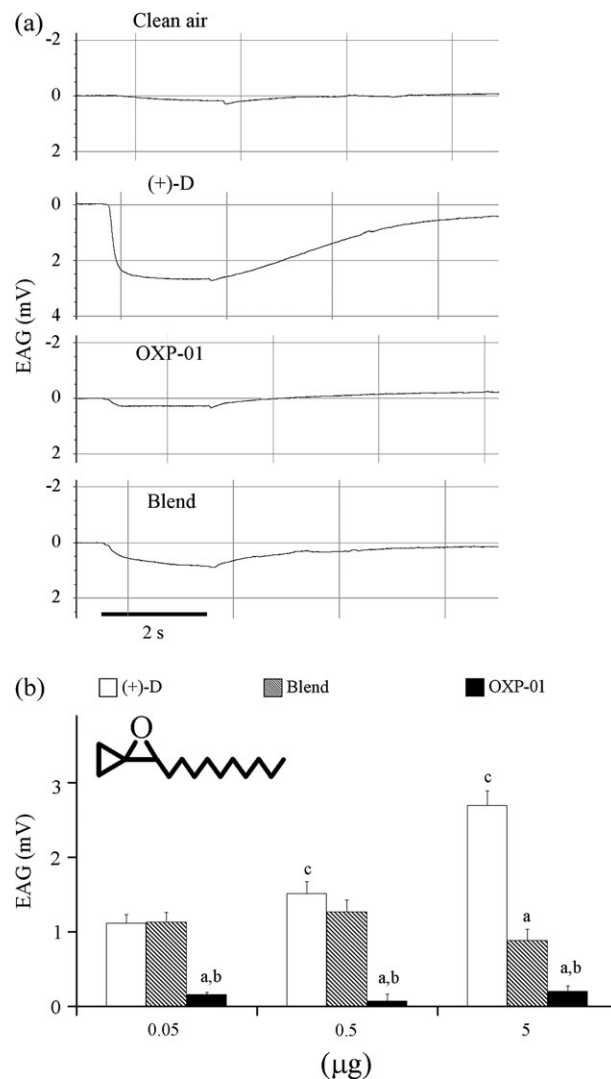 (a)
Clean air
-2
0
2
(+)-D
0
2
4
EAG (mV)
OXP-01
-2
0
2
Blend
-2
0
2
2 s
(b)
(+)-D Blend OXP-01
O
EAG (mV)
3
2
1
0
c
c
a
a,b
a,b
a,b
0.05 0.5 5
(μg)